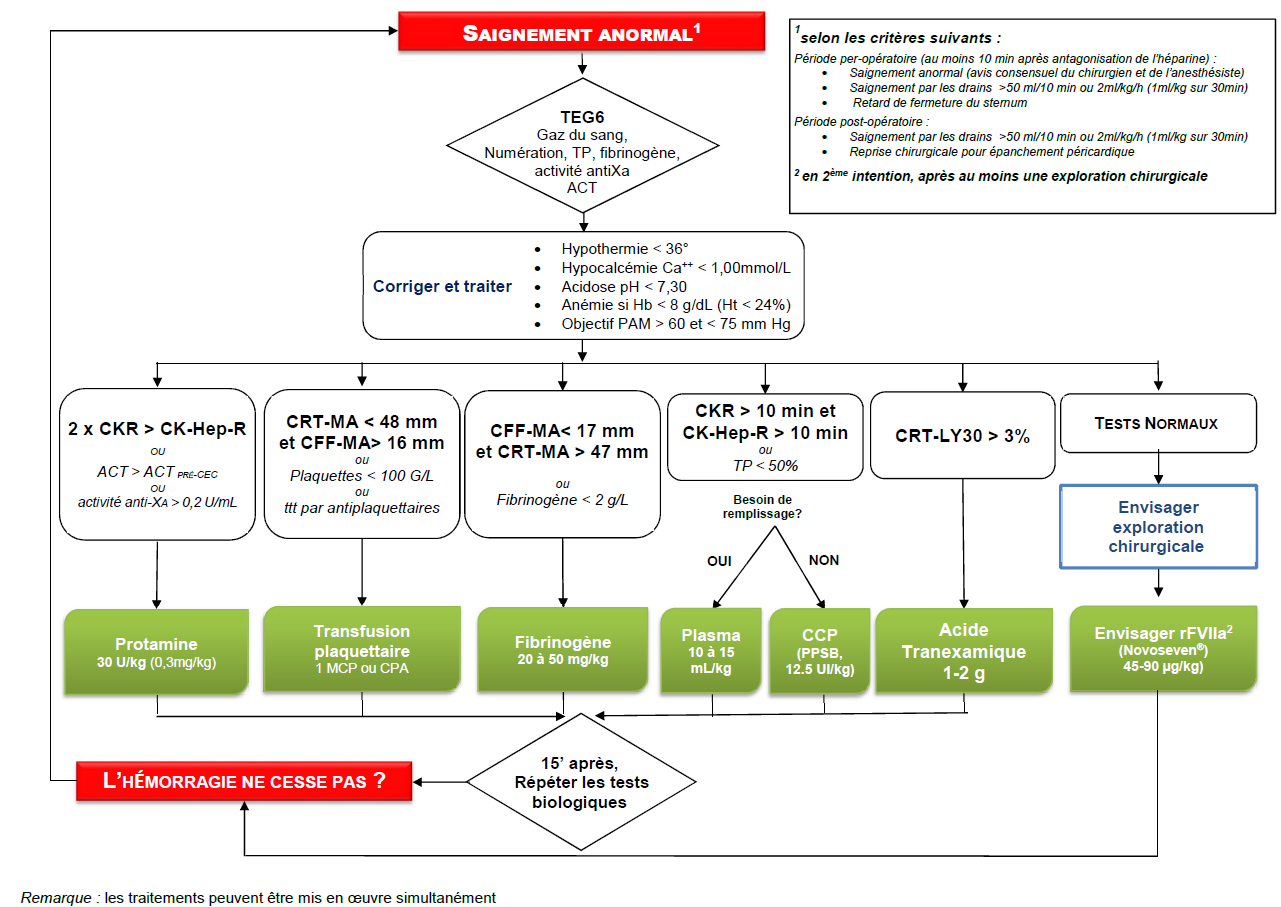 SAIGNEMENT ANORMAL¹
¹selon les critères suivants :
Période per-opératoire (au moins 10 min après antagonisation de l'héparine) :
• Saignement anormal (avis consensuel du chirurgien et de l'anesthésiste)
• Saignement par les drains >50 ml/10 min ou 2ml/kg/h (1ml/kg sur 30min)
• Retard de fermeture du sternum
Période post-opératoire :
• Saignement par les drains >50 ml/10 min ou 2ml/kg/h (1ml/kg sur 30min)
• Reprise chirurgicale pour épanchement péricardique
² en 2ème intention, après au moins une exploration chirurgicale
TEG6
Gaz du sang,
Numération, TP, fibrinogène,
activité antiXa
ACT
Corriger et traiter
• Hypothermie < 36°
• Hypocalcémie Ca⁺⁺ < 1,00mmol/L
• Acidose pH < 7,30
• Anémie si Hb < 8 g/dL (Ht < 24%)
• Objectif PAM > 60 et < 75 mm Hg
2 x CKR > CK-Hep-R
OU
ACT > ACT PRÉ-CEC
OU
activité anti-XA > 0,2 U/mL
CRT-MA < 48 mm
et CFF-MA> 16 mm
ou
Plaquettes < 100 G/L
ou
ttt par antiplaquettaires
CFF-MA< 17 mm
et CRT-MA > 47 mm
ou
Fibrinogène < 2 g/L
CKR > 10 min et
CK-Hep-R > 10 min
ou
TP < 50%
CRT-LY30 > 3%
TESTS NORMAUX
Besoin de
remplissage?
OUI
NON
Envisager
exploration
chirurgicale
Protamine
30 U/kg (0,3mg/kg)
Transfusion
plaquettaire
1 MCP ou CPA
Fibrinogène
20 à 50 mg/kg
Plasma
10 à 15
mL/kg
CCP
(PPSB,
12.5 UI/kg)
Acide
Tranexamique
1-2 g
Envisager rFVIIa²
(Novoseven®)
45-90 µg/kg)
15' après,
Répéter les tests
biologiques
L'HÉMORRAGIE NE CESSE PAS ?
Remarque : les traitements peuvent être mis en œuvre simultanément